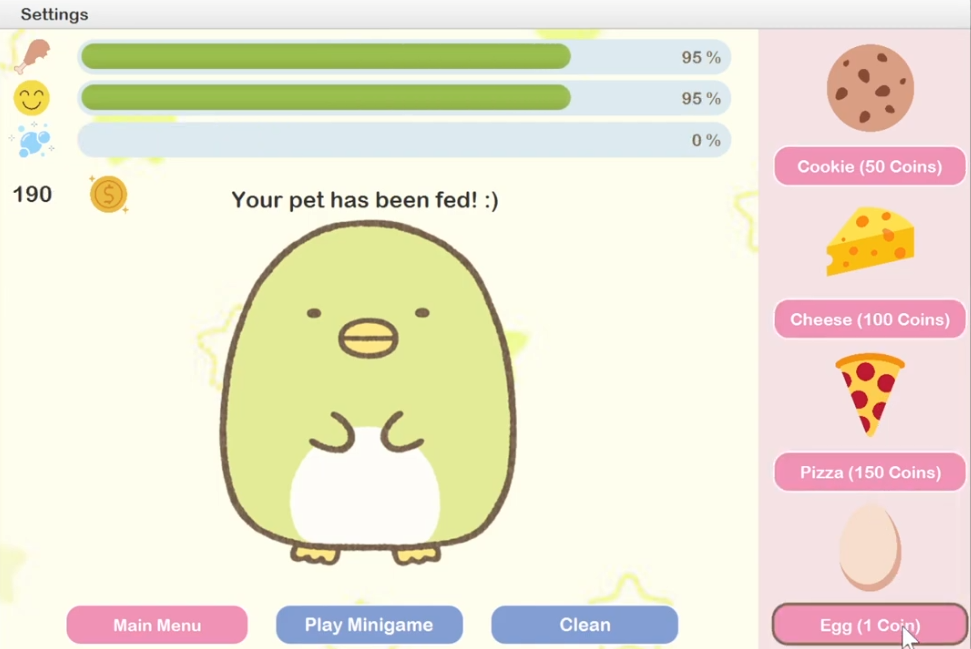 Settings
95 %
95 %
0 %
190
Your pet has been fed! :)
Cookie (50 Coins)
Cheese (100 Coins)
Pizza (150 Coins)
Egg (1 Coin)
Main Menu
Play Minigame
Clean